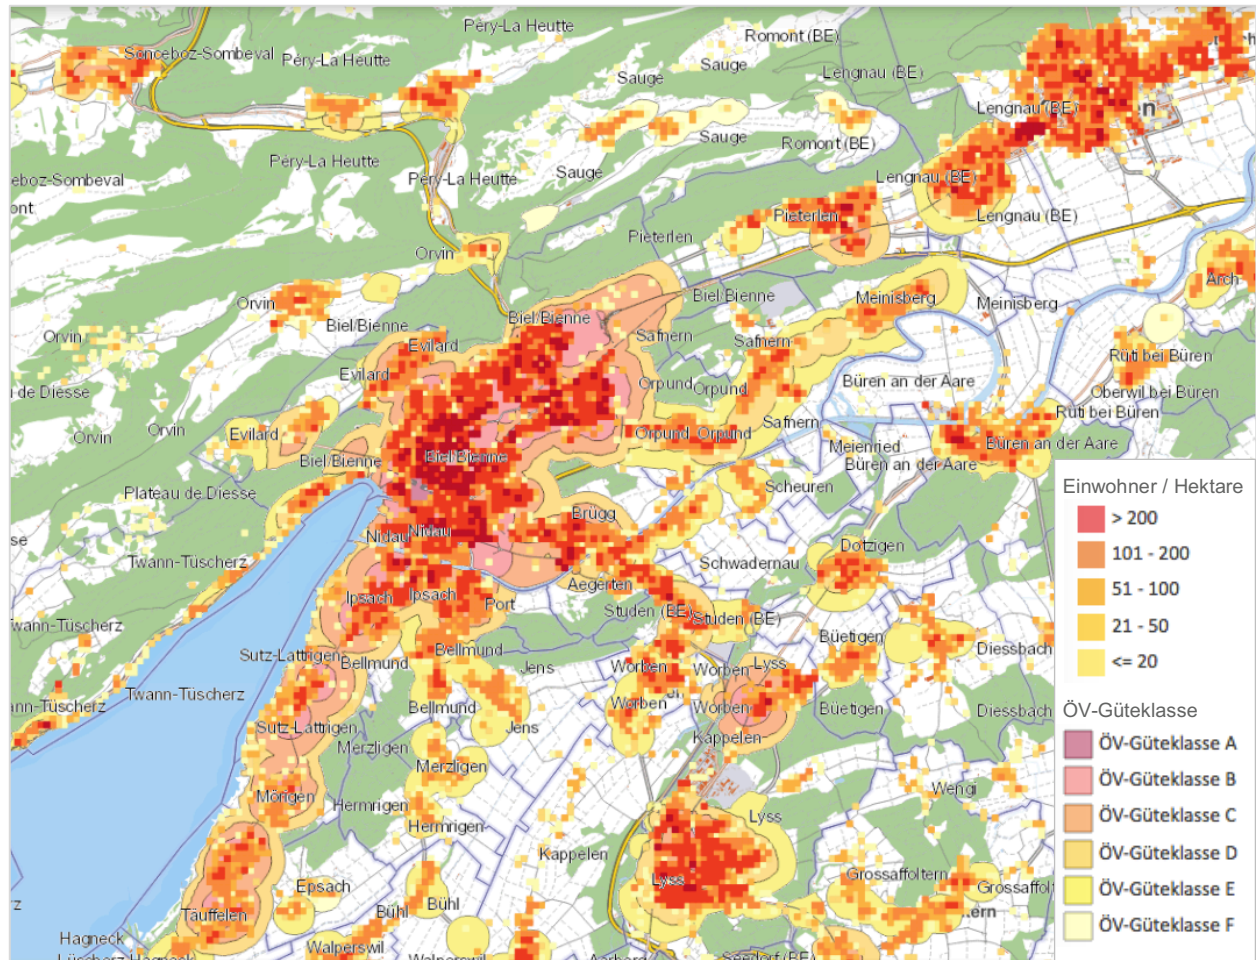 Péry-La Heutte
Romont (BE)
Sonceboz-Sombeval
Péry-La Heutte
Sauge
Sauge
Lengnau (BE)
Lengnau (BE)
en
Sauge
Romont (BE)
Péry-La Heutte
Péry-La Heutte
Sauge
Lengnau (BE)
eboz-Sombeval
ont
Pieterlen
Lengnau (BE)
Pieterlen
Orvin
Arch
Biel/Bienne
Meinisberg
Meinisberg
Orvin
Biel/Bienne
Biel/Bienne
Orvin
Evilard
Safnern
Safnern
Rüti bei Büren
Evilard
Orpund
Orpund
Büren an der Aare
de Diesse
Oberwil bei Büren
Rüti bei Büren
Orvin
Orvin
Evilard
Orpund
Orpund
Safnern
Meienried
Büren an der Aare
Biel/Bienne
Biel/Bienne
Büren an der Aare
Plateau de Diesse
Scheuren
Brügg
se
Nidau
Nidau
Dotzigen
Twann-Tüscherz
Schwadernau
Aegerten
Ipsach
Ipsach
Port
Studen (BE)
Studen (BE)
wann-Tüscherz
Büetigen
Diessbach
Sutz-Lattrigen
Bellmund
Bellmund
Jens
Worben
Worben
Lyss
Twann-Tüscherz
nn-Tüscherz
Bellmund
Worben
Worben
Büetigen
Diessbach
Sutz-Lattrigen
Jens
Kappelen
Merzligen
Merzligen
Mörigen
Hermrigen
Wengi
Hermrigen
Lyss
Kappelen
Lyss
Grossaffoltern
Epsach
Grossaffolt
z
Täuffelen
Bühl
Bühl
tern
Hagneck
Walperswil
Walperswil
Lüscherz
Hagneck
Aarberg
Seedorf (BE)
Einwohner / Hektare
> 200
101 - 200
51 - 100
21 - 50
<= 20
ÖV-Güteklasse
ÖV-Güteklasse A
ÖV-Güteklasse B
ÖV-Güteklasse C
ÖV-Güteklasse D
ÖV-Güteklasse E
ÖV-Güteklasse F